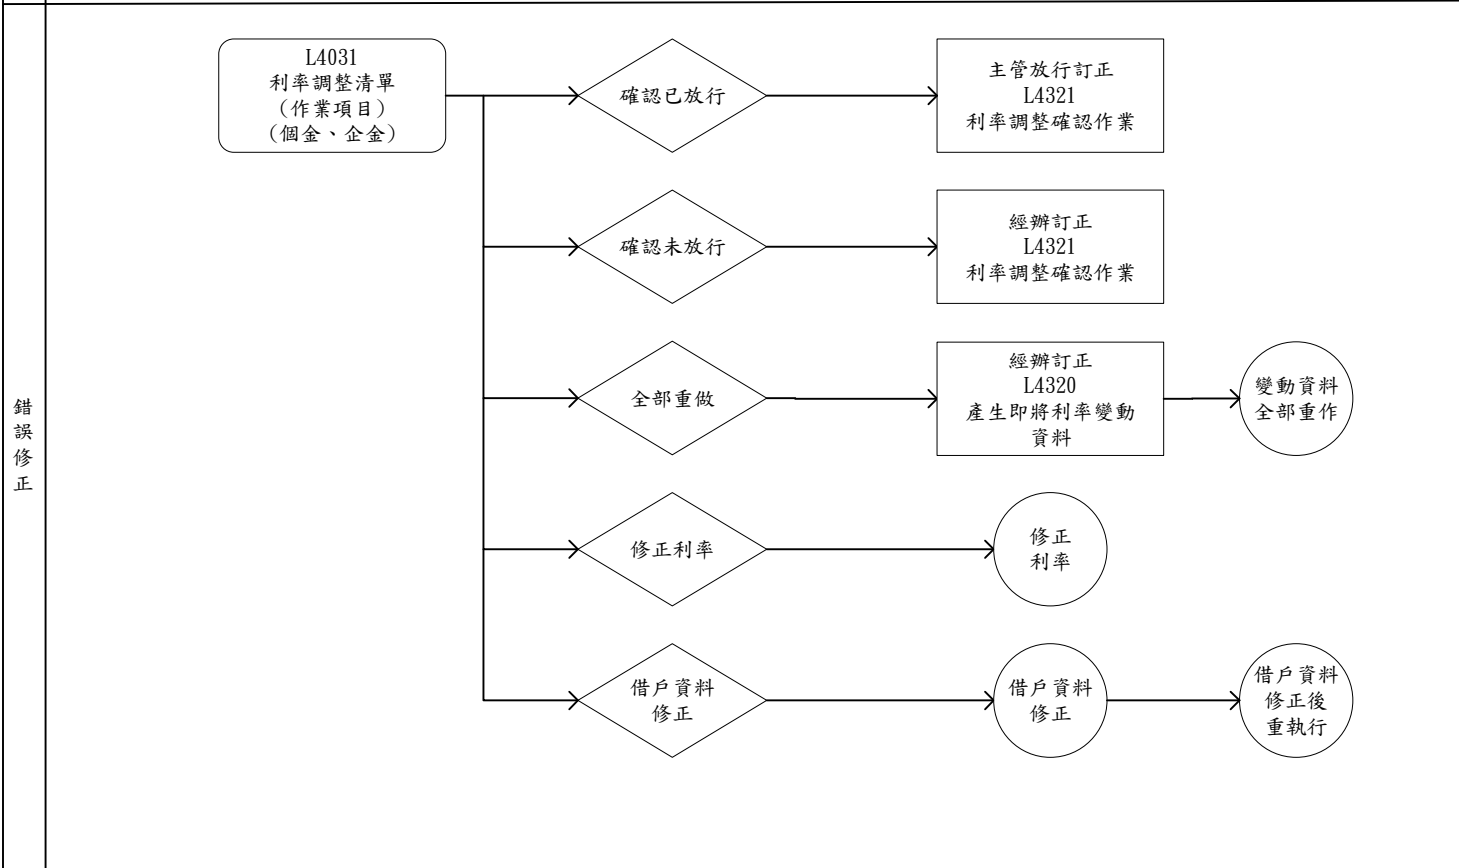 錯誤修正
L4031
利率調整清單
(作業項目)
(個金、企金)
確認已放行
主管放行訂正
L4321
利率調整確認作業
確認未放行
經辦訂正
L4321
利率調整確認作業
全部重做
經辦訂正
L4320
產生即將利率變動
資料
變動資料
全部重作
修正利率
修正
利率
借戶資料
修正
借戶資料
修正
借戶資料
修正後
重執行